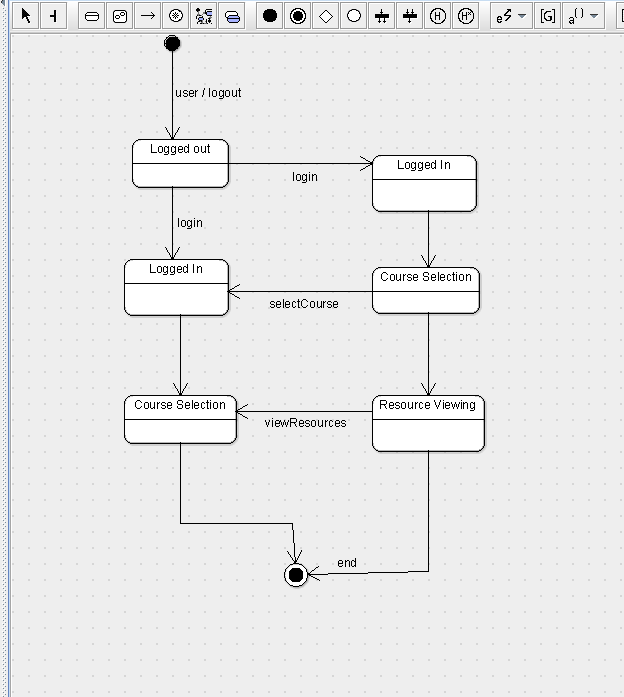 e
[G]
a()
H
H*
user / logout
Logged out
login
Logged In
login
Logged In
Course Selection
selectCourse
Course Selection
Resource Viewing
viewResources
end